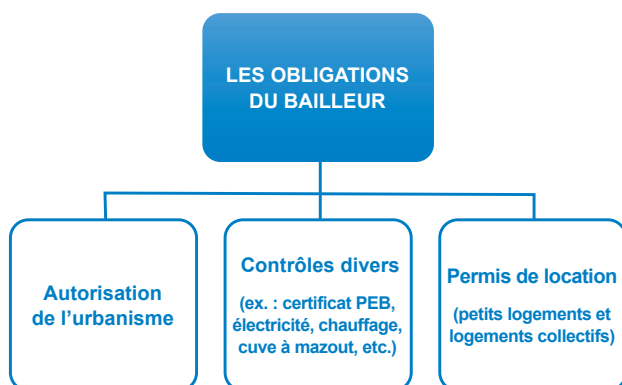 LES OBLIGATIONS
DU BAILLEUR
Autorisation
de l’urbanisme
Contrôles divers
(ex. : certificat PEB,
électricité, chauffage,
cuve à mazout, etc.)
Permis de location
(petits logements et
logements collectifs)